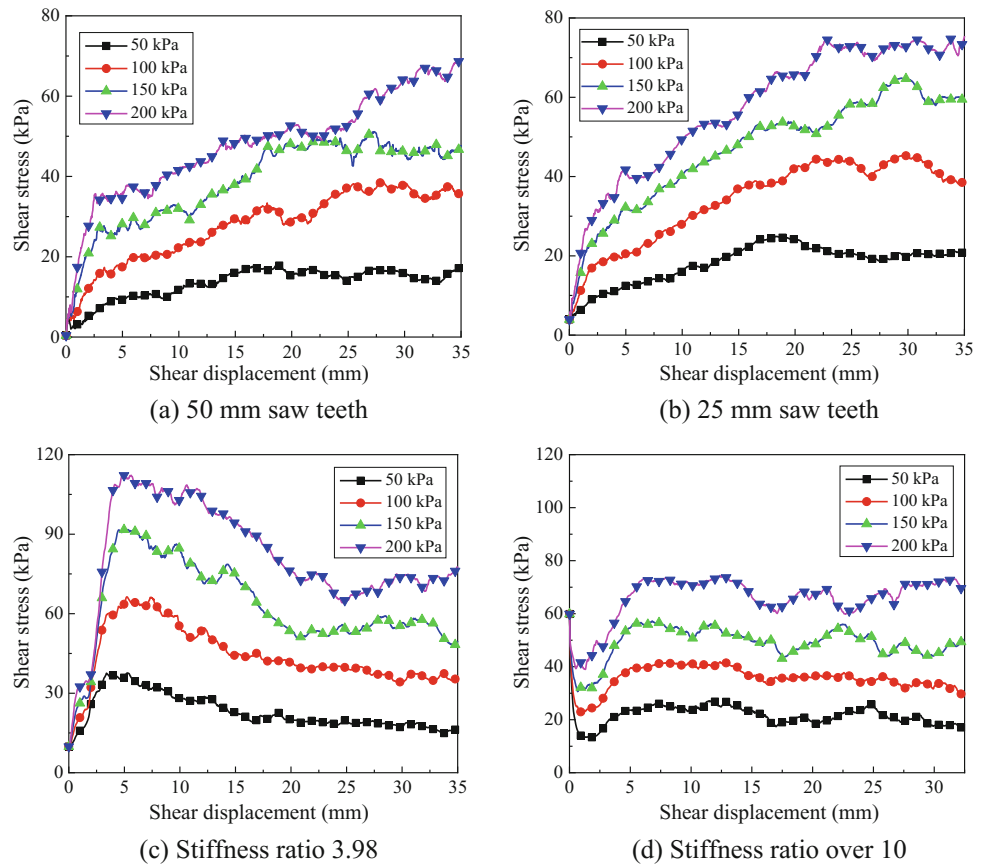 80
60
40
20
0
Shear stress (kPa)
50 kPa
100 kPa
150 kPa
200 kPa
0 5 10 15 20 25 30 35
Shear displacement (mm)
(a) 50 mm saw teeth
80
60
40
20
0
Shear stress (kPa)
50 kPa
100 kPa
150 kPa
200 kPa
0 5 10 15 20 25 30 35
Shear displacement (mm)
(b) 25 mm saw teeth
120
90
60
30
0
Shear stress (kPa)
50 kPa
100 kPa
150 kPa
200 kPa
0 5 10 15 20 25 30 35
Shear displacement (mm)
(c) Stiffness ratio 3.98
120
100
80
60
40
20
0
Shear stress (kPa)
50 kPa
100 kPa
150 kPa
200 kPa
0 5 10 15 20 25 30
Shear displacement (mm)
(d) Stiffness ratio over 10